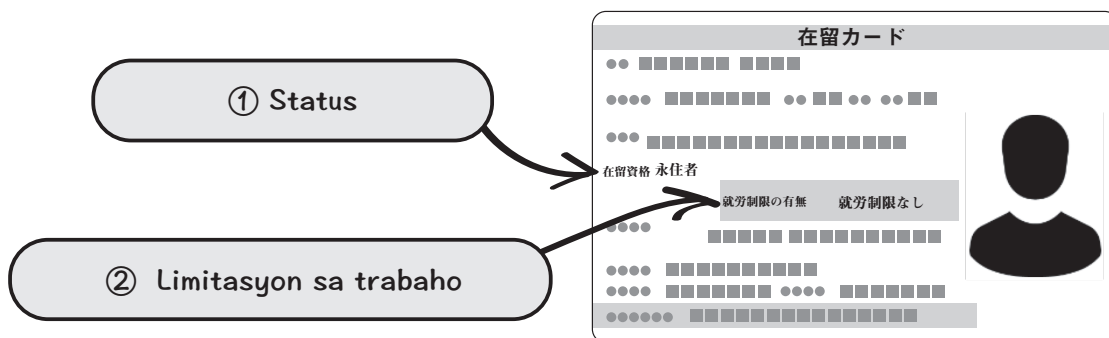 在留カード
① Status
在留資格 永住者
就労制限の有無 就労制限なし
② Limitasyon sa trabaho